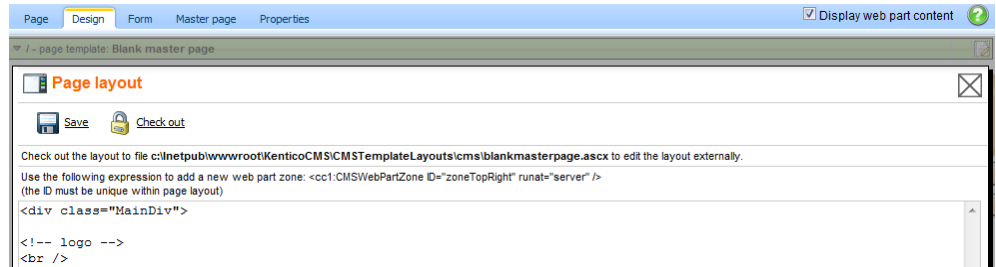 Page Design Form Master page Properties Display web part content
/ - page template: Blank master page
Page layout
Save Check out
Check out the layout to file c:\Inetpub\wwwroot\KenticoCMS\CMSTemplateLayouts\cms\blankmasterpage.ascx to edit the layout externally.
Use the following expression to add a new web part zone: <cc1:CMSWebPartZone ID="zoneTopRight" runat="server" />
(the ID must be unique within page layout)
<div class="MainDiv">
<!-- logo -->
<br />